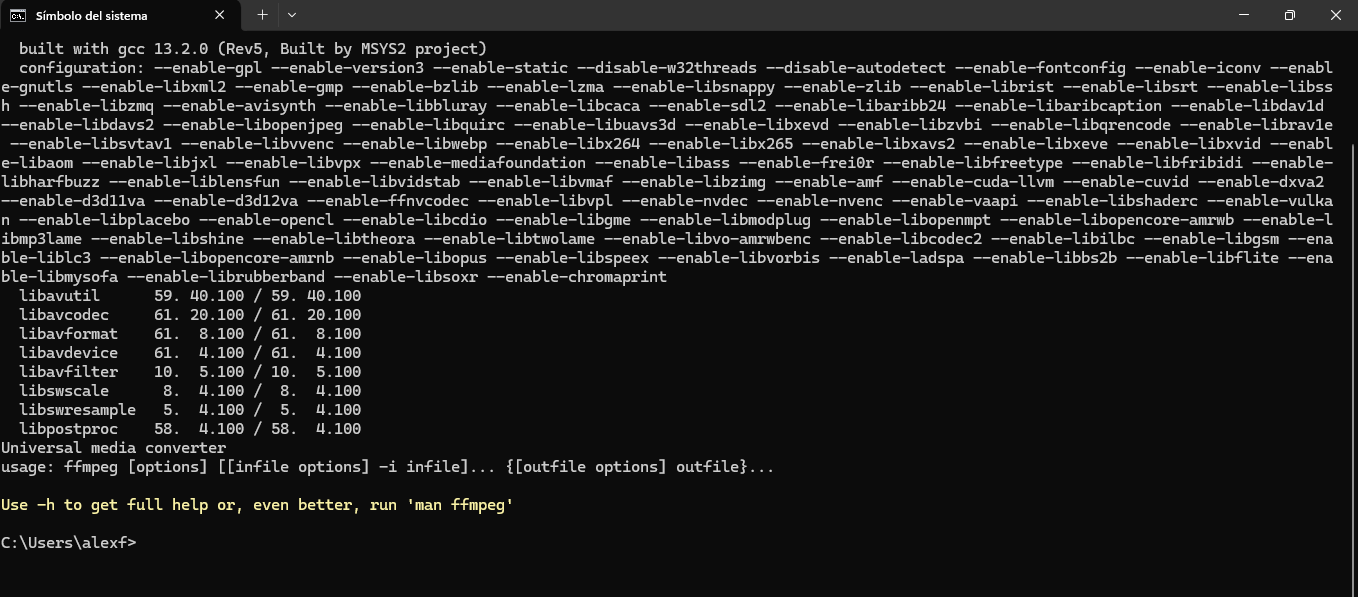 Símbolo del sistema
built with gcc 13.2.0 (Rev5, Built by MSYS2 project)
configuration: --enable-gpl --enable-version3 --enable-static --disable-w32threads --disable-autodetect --enable-fontconfig --enable-iconv --enabl
e-gnutls --enable-libxml2 --enable-gmp --enable-bzlib --enable-lzma --enable-libsnappy --enable-zlib --enable-librist --enable-libsrt --enable-libss
h --enable-libzmq --enable-avisynth --enable-libbluray --enable-libcaca --enable-sdl2 --enable-libaribb24 --enable-libaribcaption --enable-libdav1d
--enable-libdavs2 --enable-libopenjpeg --enable-libquirc --enable-libuavs3d --enable-libxevd --enable-libzvbi --enable-libqrencode --enable-librav1e
--enable-libsvtav1 --enable-libvvenc --enable-libwebp --enable-libx264 --enable-libx265 --enable-libxavs2 --enable-libxeve --enable-libxvid --enabl
e-libaom --enable-libjxl --enable-libvpx --enable-mediafoundation --enable-libass --enable-frei0r --enable-libfreetype --enable-libfribidi --enable-
libharfbuzz --enable-liblensfun --enable-libvidstab --enable-libvmaf --enable-libzimg --enable-amf --enable-cuda-llvm --enable-cuvid --enable-dxva2
--enable-d3d11va --enable-d3d12va --enable-ffnvcodec --enable-libvpl --enable-nvdec --enable-nvenc --enable-vaapi --enable-libshaderc --enable-vulka
n --enable-libplacebo --enable-opencl --enable-libcdio --enable-libgme --enable-libmodplug --enable-libopenmpt --enable-libopencore-amrwb --enable-l
ibmp3lame --enable-libshine --enable-libtheora --enable-libtwolame --enable-libvo-amrwbenc --enable-libcodec2 --enable-libilbc --enable-libgsm --ena
ble-liblc3 --enable-libopencore-amrnb --enable-libopus --enable-libspeex --enable-libvorbis --enable-ladspa --enable-libbs2b --enable-libflite --ena
ble-libmysofa --enable-librubberband --enable-libsoxr --enable-chromaprint
libavutil      59. 40.100 / 59. 40.100
libavcodec     61. 20.100 / 61. 20.100
libavformat    61.  8.100 / 61.  8.100
libavdevice    61.  4.100 / 61.  4.100
libavfilter    10.  5.100 / 10.  5.100
libswscale      8.  4.100 /  8.  4.100
libswresample   5.  4.100 /  5.  4.100
libpostproc    58.  4.100 / 58.  4.100
Universal media converter
usage: ffmpeg [options] [[infile options] -i infile]... {[outfile options] outfile}...
Use -h to get full help or, even better, run 'man ffmpeg'
C:\Users\alexf>